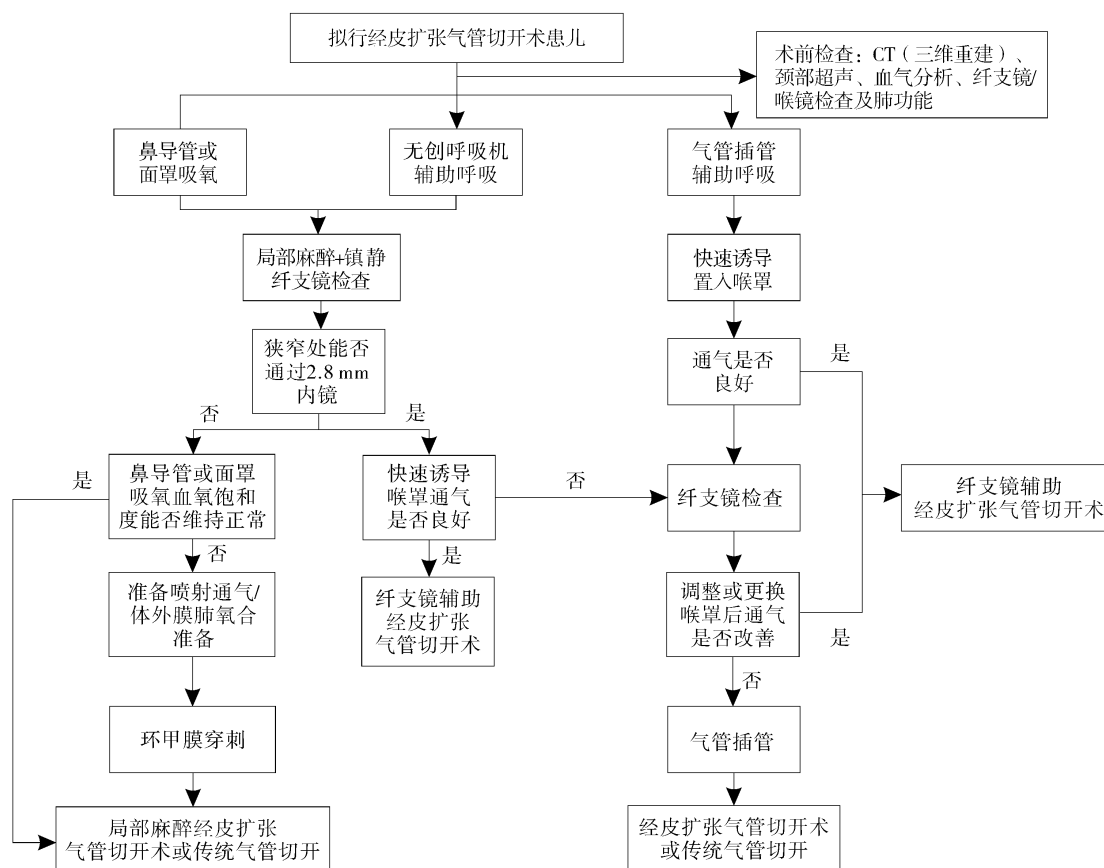 拟行经皮扩张气管切开术患儿
术前检查：CT（三维重建）、
颈部超声、血气分析、纤支镜/
喉镜检查及肺功能
鼻导管或
面罩吸氧
无创呼吸机
辅助呼吸
气管插管
辅助呼吸
局部麻醉+镇静
纤支镜检查
快速诱导
置入喉罩
狭窄处能否
通过2.8 mm
内镜
通气是否
良好
是
否
是
是
鼻导管或面罩
吸氧血氧饱和
度能否维持正常
快速诱导
喉罩通气
是否良好
否
纤支镜检查
纤支镜辅助
经皮扩张气管切开术
否
是
准备喷射通气/
体外膜肺氧合
准备
纤支镜辅助
经皮扩张
气管切开术
调整或更换
喉罩后通气
是否改善
是
否
环甲膜穿刺
气管插管
局部麻醉经皮扩张
气管切开术或传统气管切开
经皮扩张气管切开术
或传统气管切开